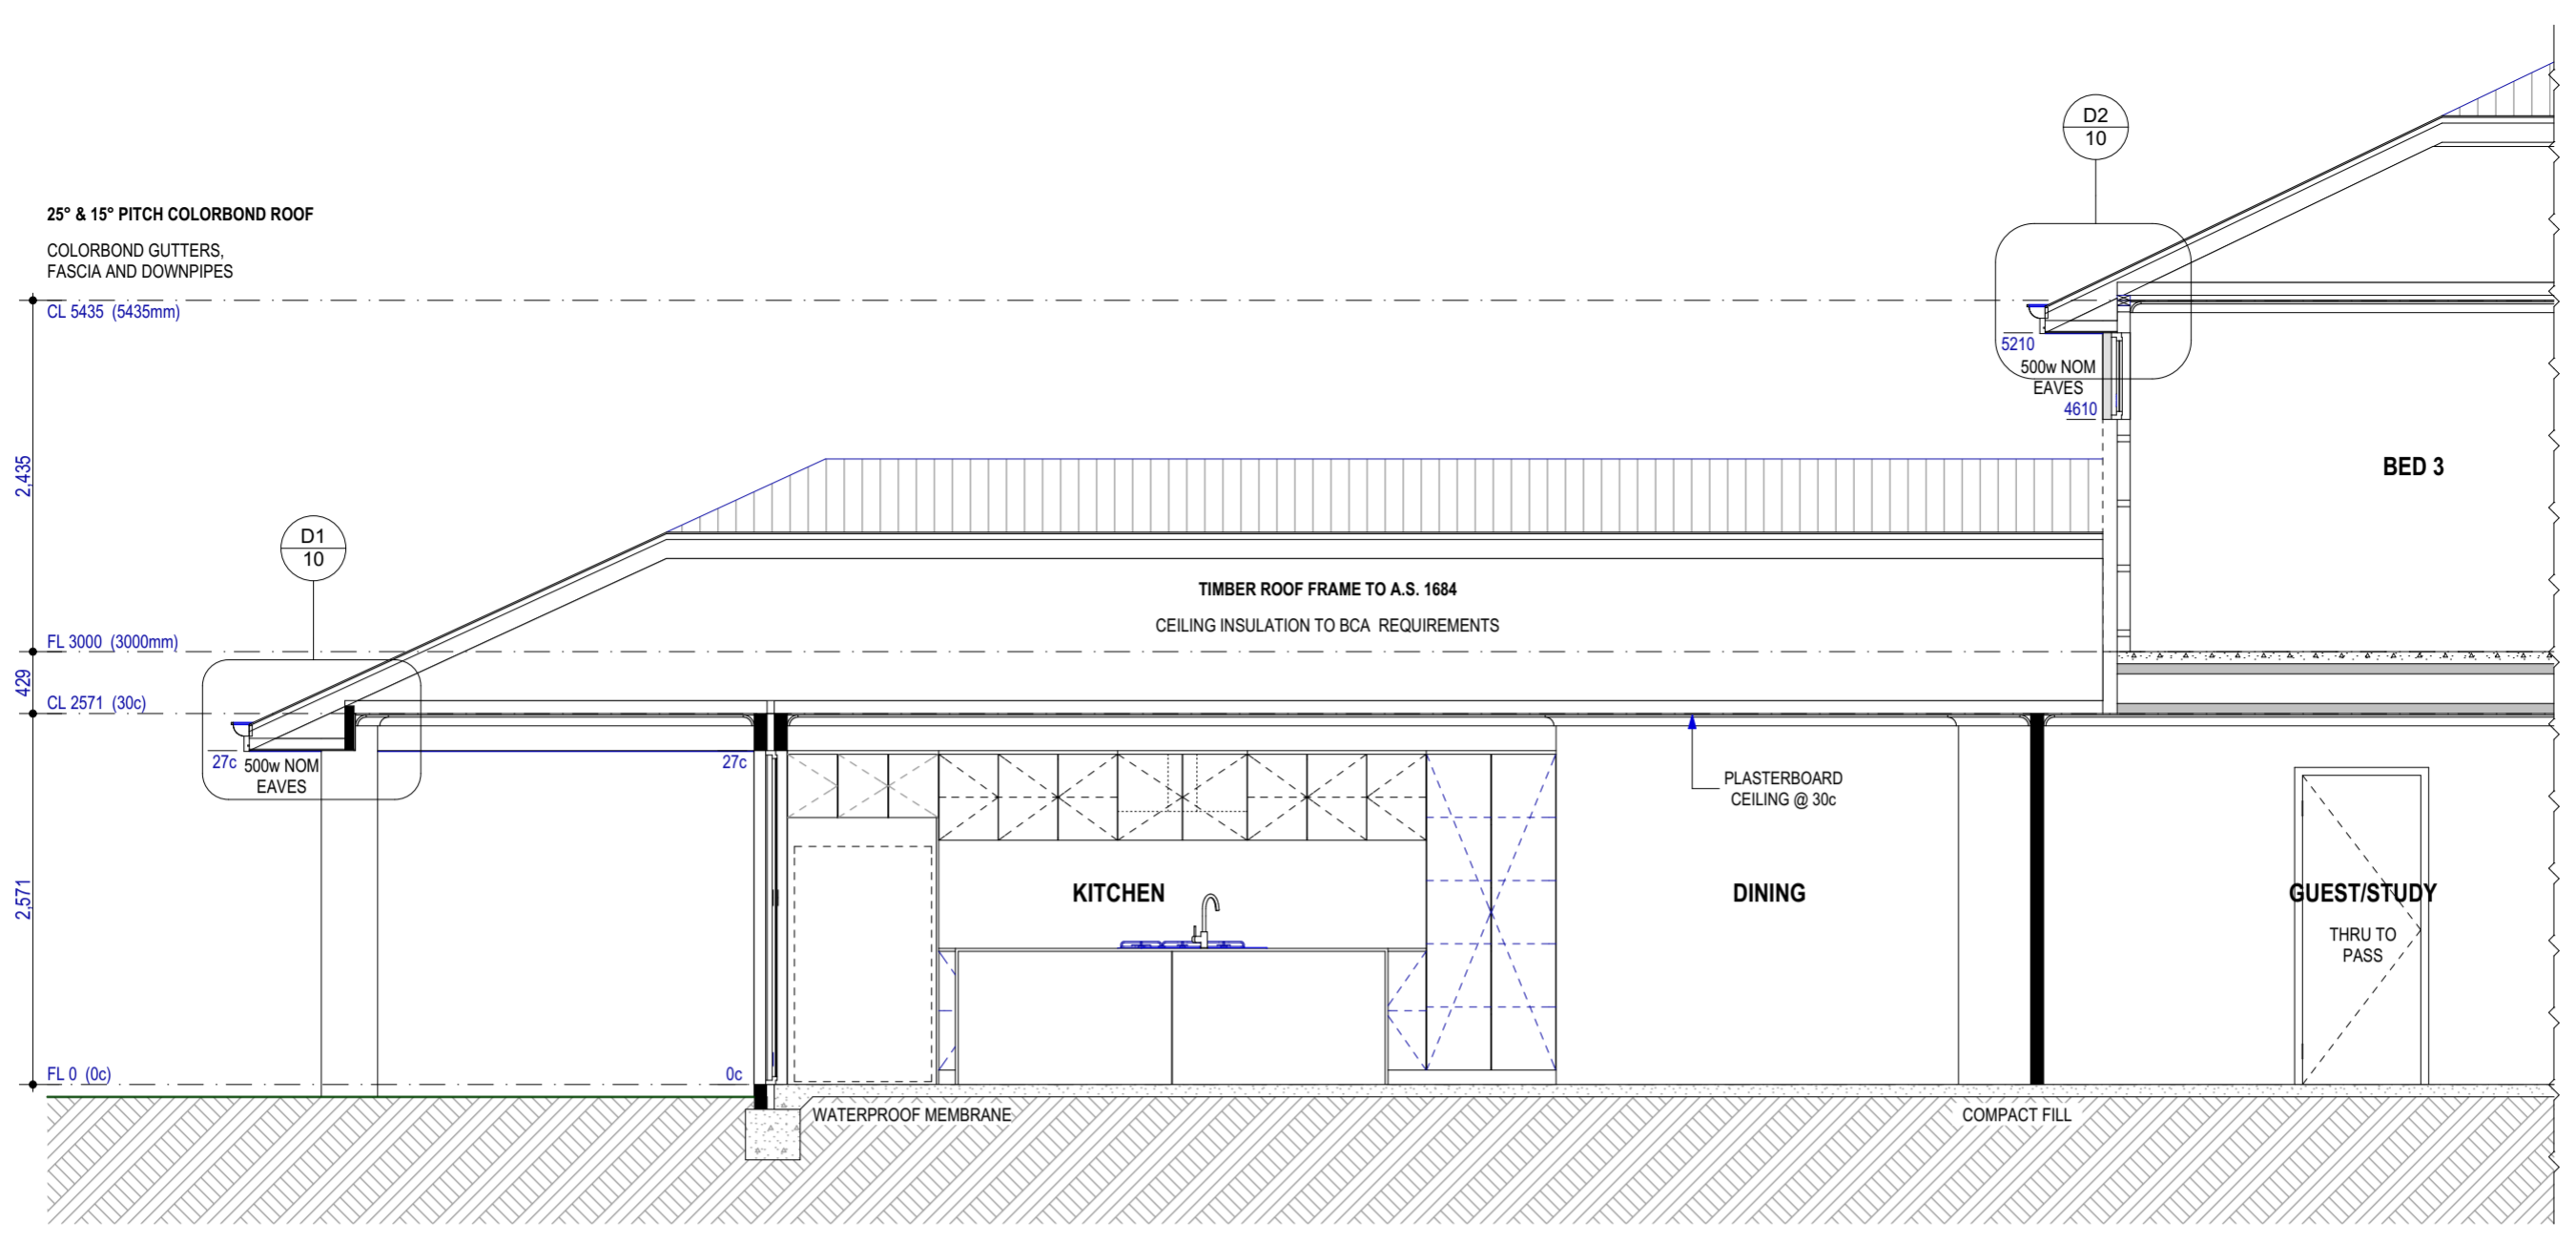 D2
10
25° & 15° PITCH COLORBOND ROOF
COLORBOND GUTTERS,
FASCIA AND DOWNPIPES
CL 5435 (5435mm)
5210
500w NOM
EAVES
4610
2,435
BED 3
D1
10
TIMBER ROOF FRAME TO A.S. 1684
CEILING INSULATION TO BCA REQUIREMENTS
FL 3000 (3000mm)
429
CL 2571 (30c)
27c
500w NOM
EAVES
27c
PLASTERBOARD
CEILING @ 30c
2,571
KITCHEN
DINING
GUEST/STUDY
THRU TO
PASS
FL 0 (0c)
0c
WATERPROOF MEMBRANE
COMPACT FILL